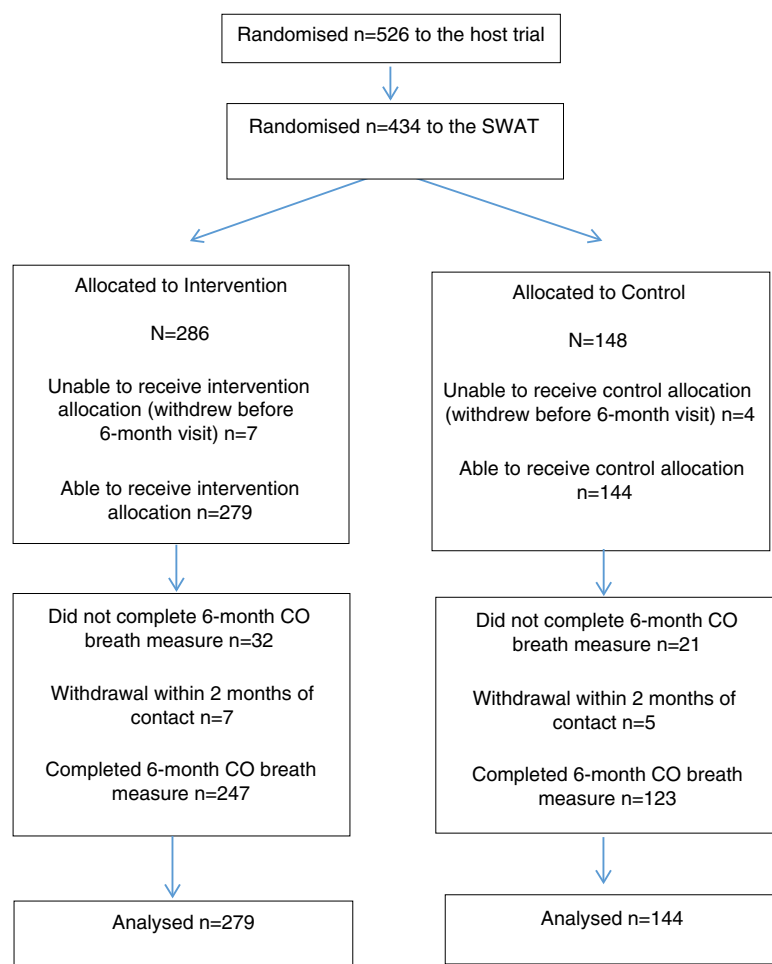 Randomised n=526 to the host trial
Randomised n=434 to the SWAT
Allocated to Intervention
N=286
Unable to receive intervention
allocation (withdrew before
6-month visit) n=7
Able to receive intervention
allocation n=279
Allocated to Control
N=148
Unable to receive control allocation
(withdrew before 6-month visit) n=4
Able to receive control allocation
n=144
Did not complete 6-month CO
breath measure n=32
Withdrawal within 2 months of
contact n=7
Completed 6-month CO breath
measure n=247
Did not complete 6-month CO
breath measure n=21
Withdrawal within 2 months of
contact n=5
Completed 6-month CO breath
measure n=123
Analysed n=279
Analysed n=144